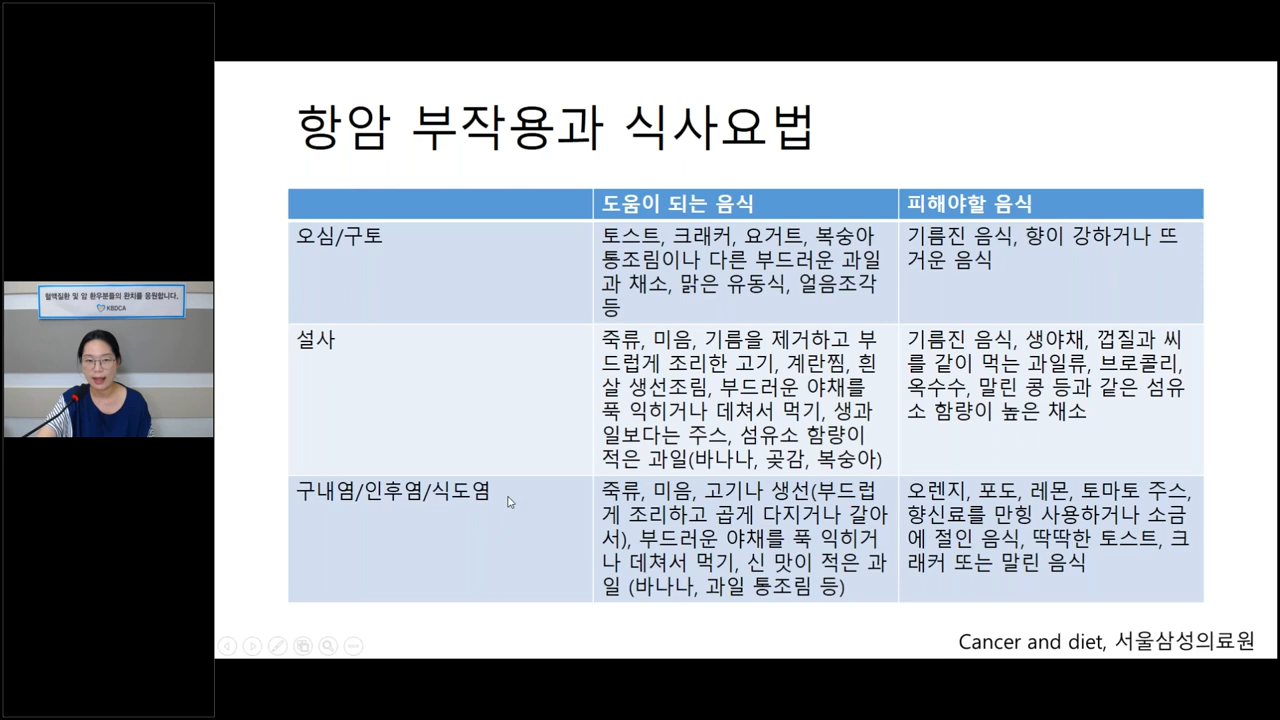 항암 부작용과 식사요법
도움이 되는 음식
피해야할 음식
오심/구토
토스트, 크래커, 요거트, 복숭아
통조림이나 다른 부드러운 과일
과 채소, 맑은 유동식, 얼음조각
등
기름진 음식, 향이 강하거나 뜨
거운 음식
설사
죽류, 미음, 기름을 제거하고 부
드럽게 조리한 고기, 계란찜, 흰
살 생선조림, 부드러운 야채를
푹 익히거나 데쳐서 먹기, 생과
일보다는 주스, 섬유소 함량이
적은 과일(바나나, 곶감, 복숭아)
기름진 음식, 생야채, 껍질과 씨
를 같이 먹는 과일류, 브로콜리,
옥수수, 말린 콩 등과 같은 섬유
소 함량이 높은 채소
구내염/인후염/식도염
죽류, 미음, 고기나 생선(부드럽
게 조리하고 곱게 다지거나 갈아
서), 부드러운 야채를 푹 익히거
나 데쳐서 먹기, 신 맛이 적은 과
일 (바나나, 과일 통조림 등)
오렌지, 포도, 레몬, 토마토 주스,
향신료를 만힝 사용하거나 소금
에 절인 음식, 딱딱한 토스트, 크
래커 또는 말린 음식
Cancer and diet, 서울삼성의료원
혈액질환 및 암 환우분들의 완치를 응원합니다.
KBDCA